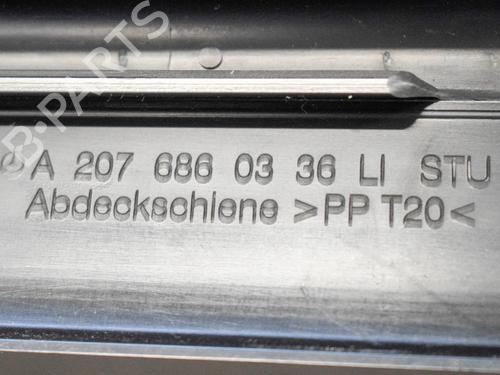 B-PARTS
A 207 686 03 36 LI STU
Abdeckschiene >PP T20<